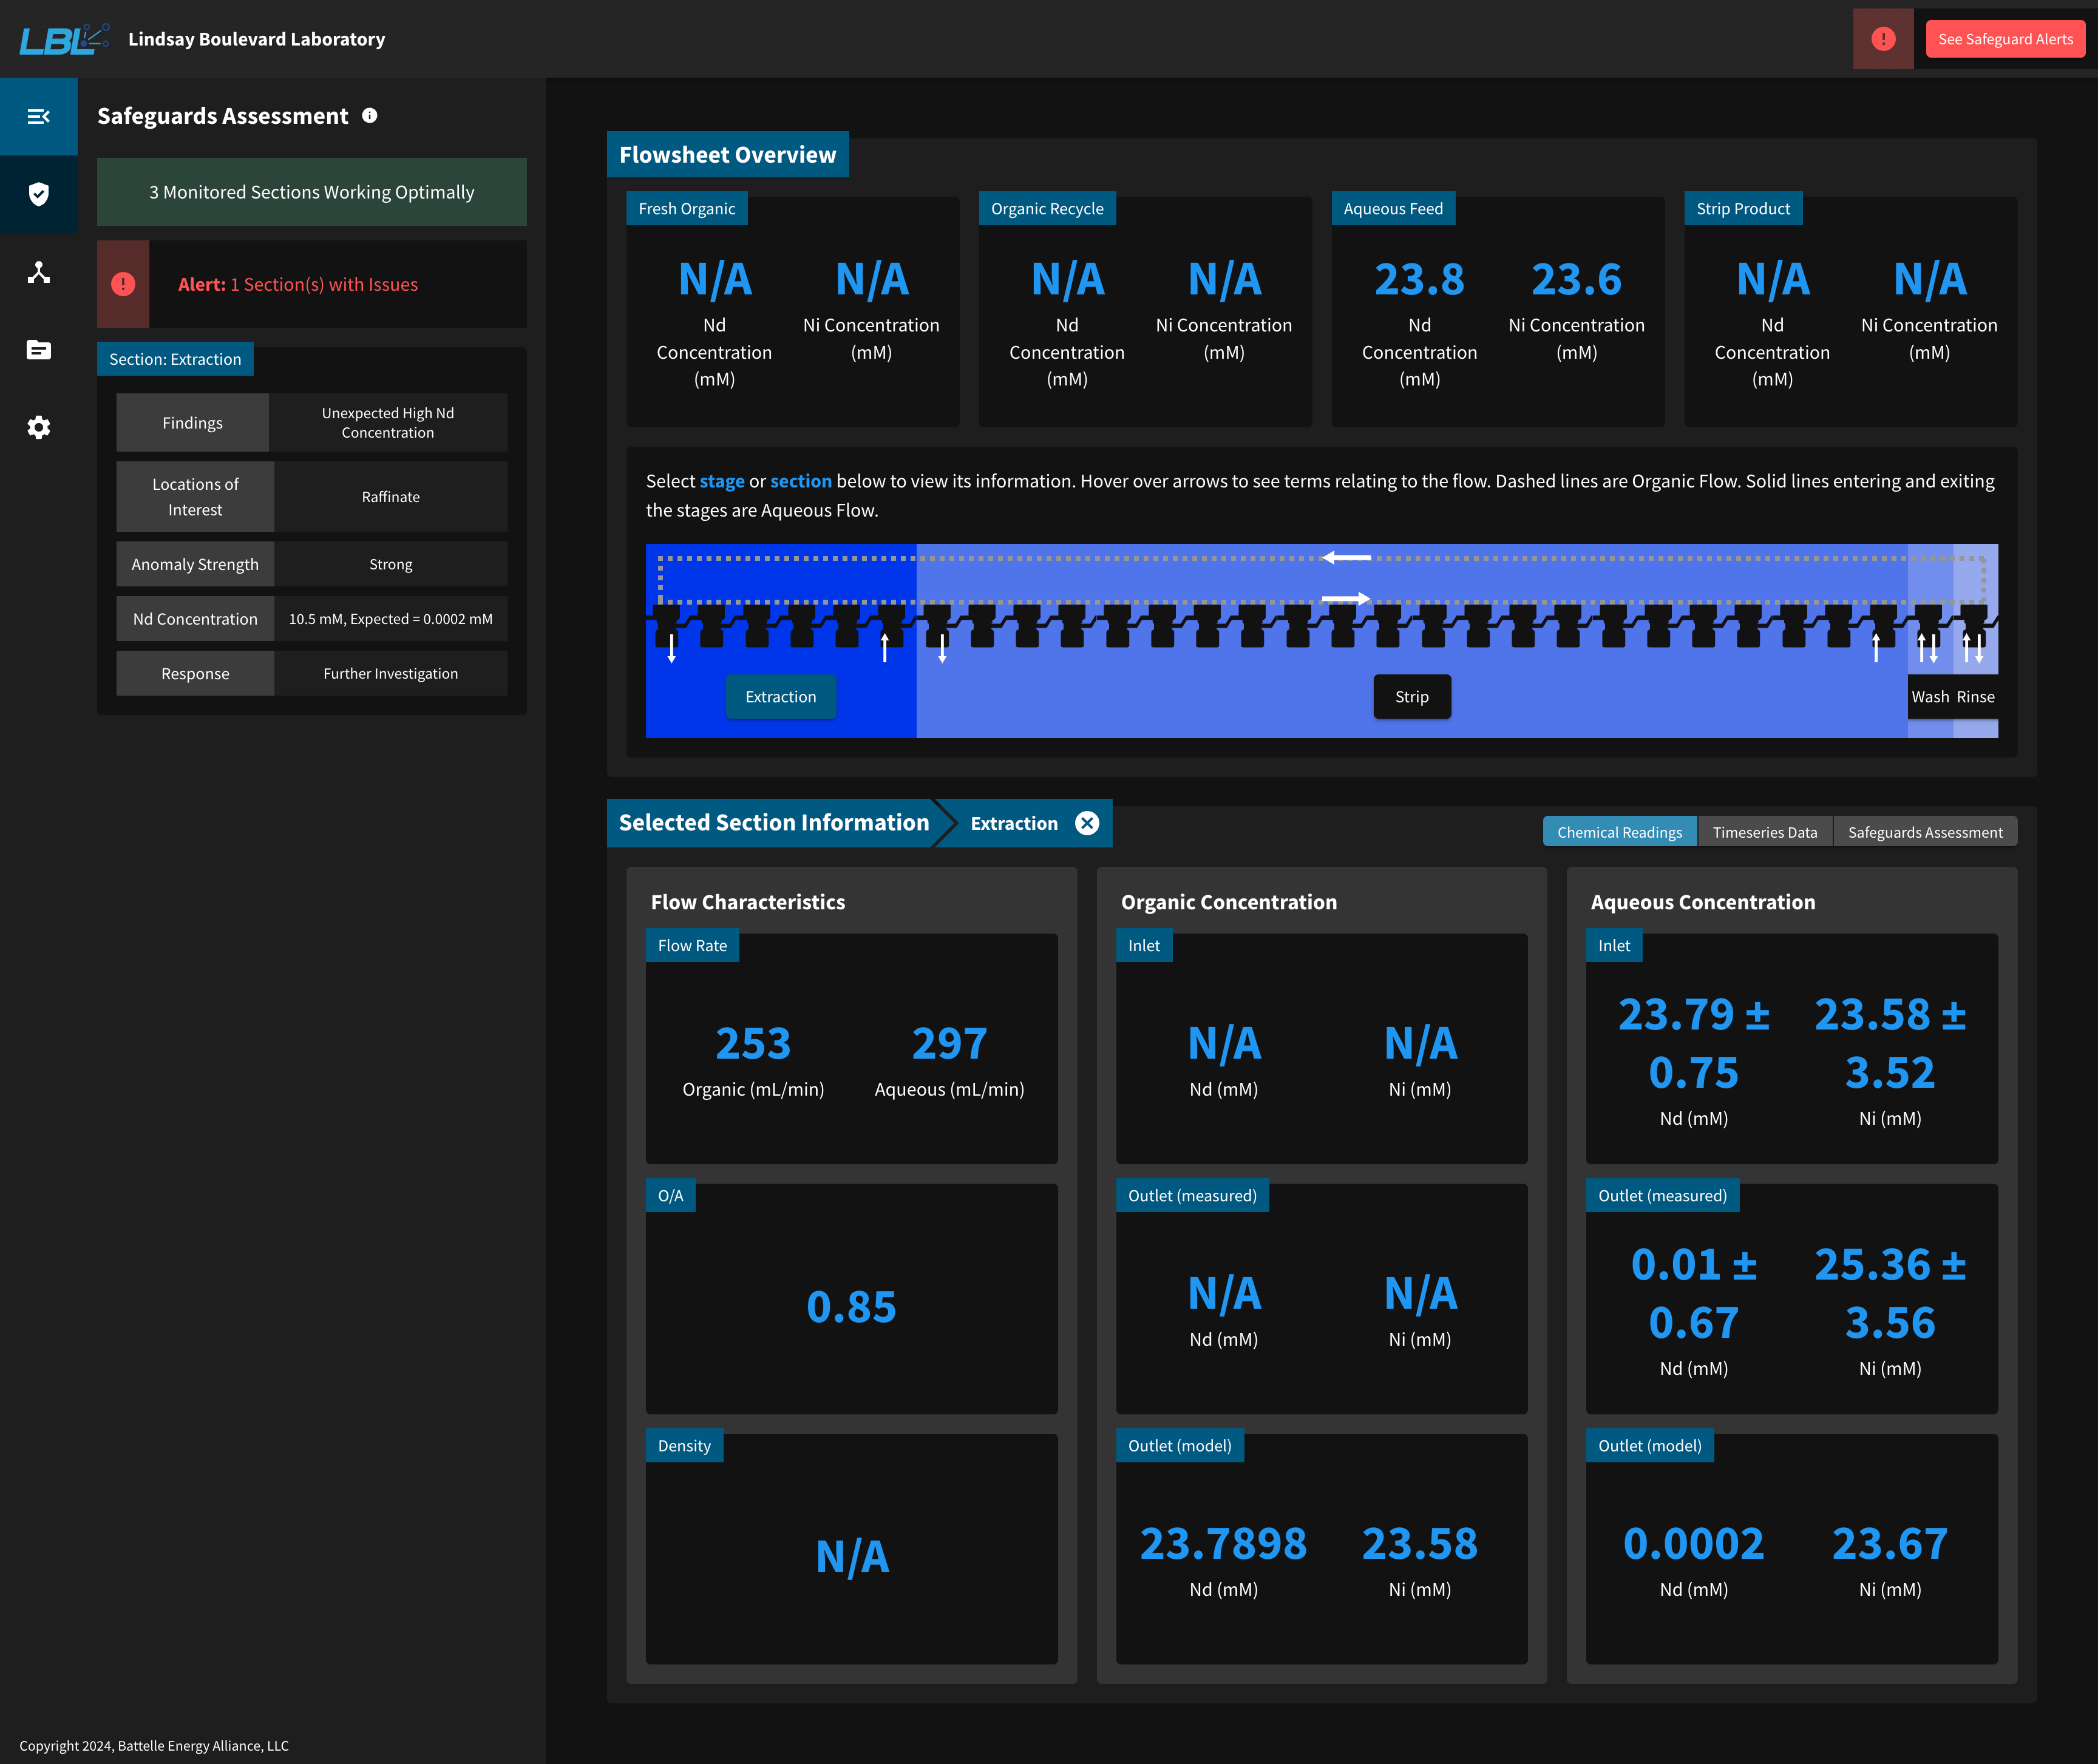 LBL
Lindsay Boulevard Laboratory
See Safeguard Alerts
Safeguards Assessment
3 Monitored Sections Working Optimally
Alert: 1 Section(s) with Issues
Section: Extraction
Findings
Unexpected High Nd
Concentration
Locations of
Interest
Raffinate
Anomaly Strength
Strong
Nd Concentration
10.5 mM, Expected = 0.0002 mM
Response
Further Investigation
Flowsheet Overview
Fresh Organic
N/A
Nd
Concentration
(mM)
N/A
Ni Concentration
(mM)
Organic Recycle
N/A
Nd
Concentration
(mM)
N/A
Ni Concentration
(mM)
Aqueous Feed
23.8
Nd
Concentration
(mM)
23.6
Ni Concentration
(mM)
Strip Product
N/A
Nd
Concentration
(mM)
N/A
Ni Concentration
(mM)
Select stage or section below to view its information. Hover over arrows to see terms relating to the flow. Dashed lines are Organic Flow. Solid lines entering and exiting
the stages are Aqueous Flow.
Extraction
Strip
Wash
Rinse
Selected Section Information
Extraction
Chemical Readings
Timeseries Data
Safeguards Assessment
Flow Characteristics
Flow Rate
253
Organic (mL/min)
297
Aqueous (mL/min)
O/A
0.85
Density
N/A
Organic Concentration
Inlet
N/A
Nd (mM)
N/A
Ni (mM)
Outlet (measured)
N/A
Nd (mM)
N/A
Ni (mM)
Outlet (model)
23.7898
Nd (mM)
23.58
Ni (mM)
Aqueous Concentration
Inlet
23.79 ±
0.75
Nd (mM)
23.58 ±
3.52
Ni (mM)
Outlet (measured)
0.01 ±
0.67
Nd (mM)
25.36 ±
3.56
Ni (mM)
Outlet (model)
0.0002
Nd (mM)
23.67
Ni (mM)
Copyright 2024, Battelle Energy Alliance, LLC